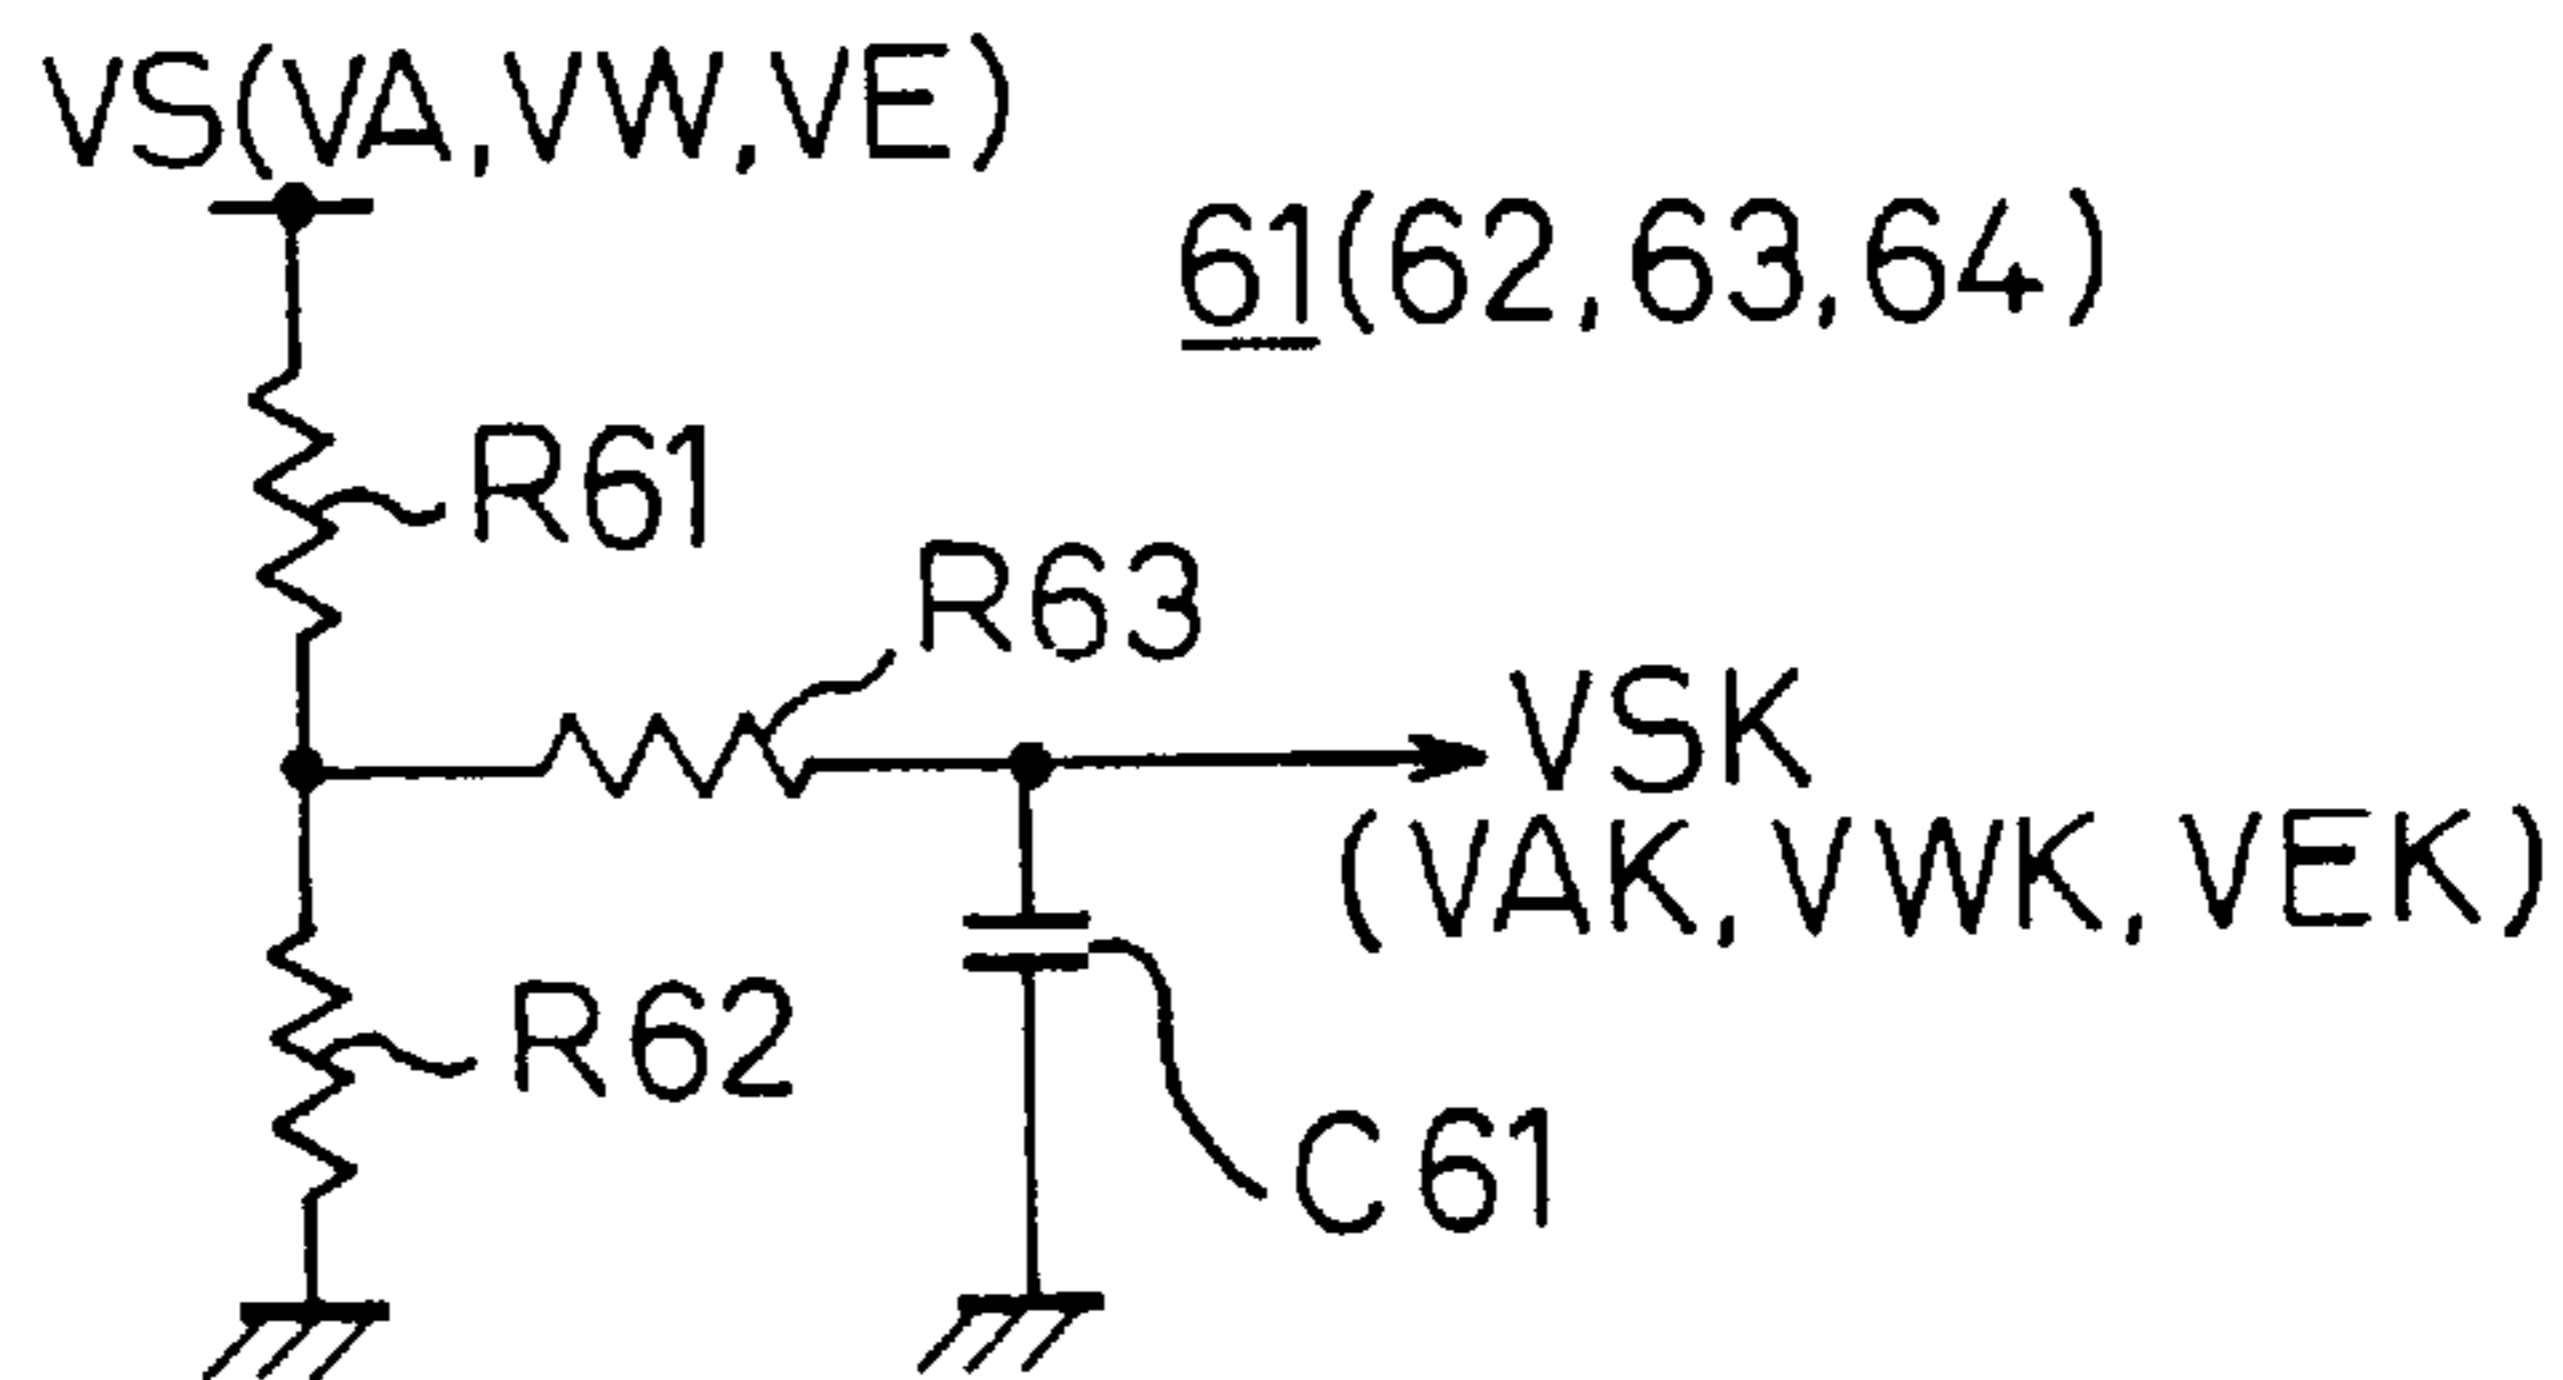 VS(VA,VW,VE)
61(62,63,64)
R61
R63
VSK
(VAK,VWK,VEK)
R62
C61